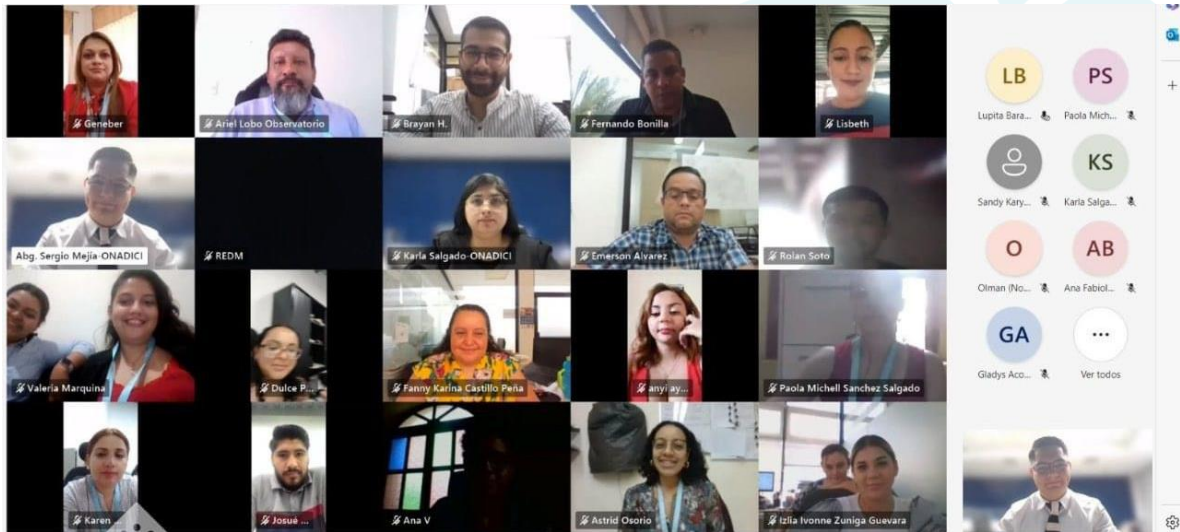 Geneber
Ariel Lobo Observatorio
Brayan H.
Fernando Bonilla
Lisbeth
LB
PS
Lupita Bara...
Paola Mich...
Abg. Sergio Mejía-ONADICI
REDM
Karla Salgado-ONADICI
Emerson Alvarez
Rolan Soto
KS
Sandy Kary...
Karla Salga...
O
AB
Olman (No...
Ana Fabiol...
Valeria Marquina
Dulce P...
Fanny Karina Castillo Peña
anyi ay...
Paola Michell Sanchez Salgado
GA
...
Gladys Aco...
Ver todos
Karen ...
Josué ...
Ana V
Astrid Osorio
Izlia Ivonne Zuniga Guevara